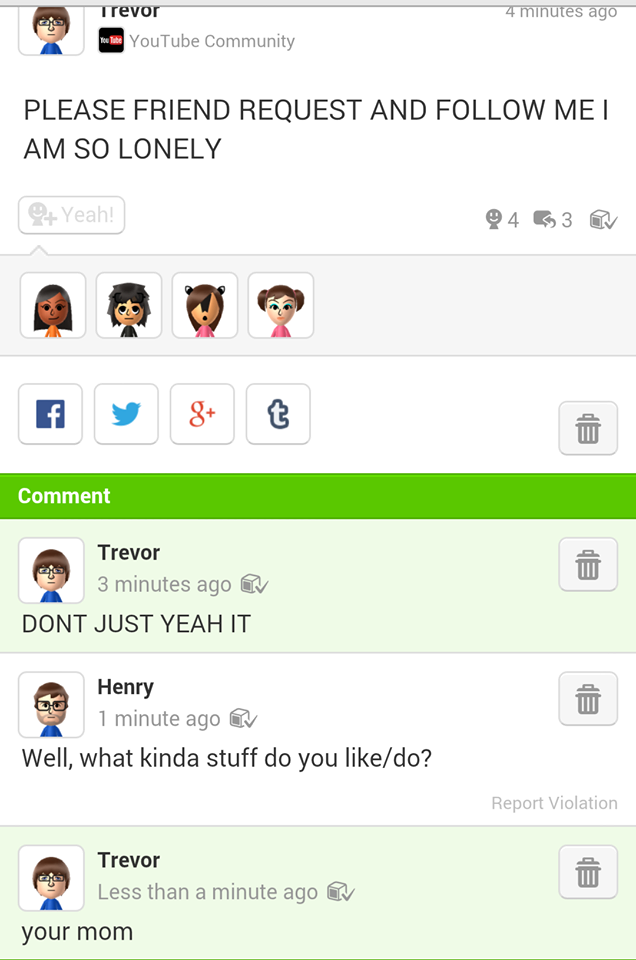 Trevor
4 minutes ago
You Tube YouTube Community
PLEASE FRIEND REQUEST AND FOLLOW ME I
AM SO LONELY
Yeah!
4 3
f t g+ t
Comment
Trevor
3 minutes ago
DONT JUST YEAH IT
Henry
1 minute ago
Well, what kinda stuff do you like/do?
Report Violation
Trevor
Less than a minute ago
your mom